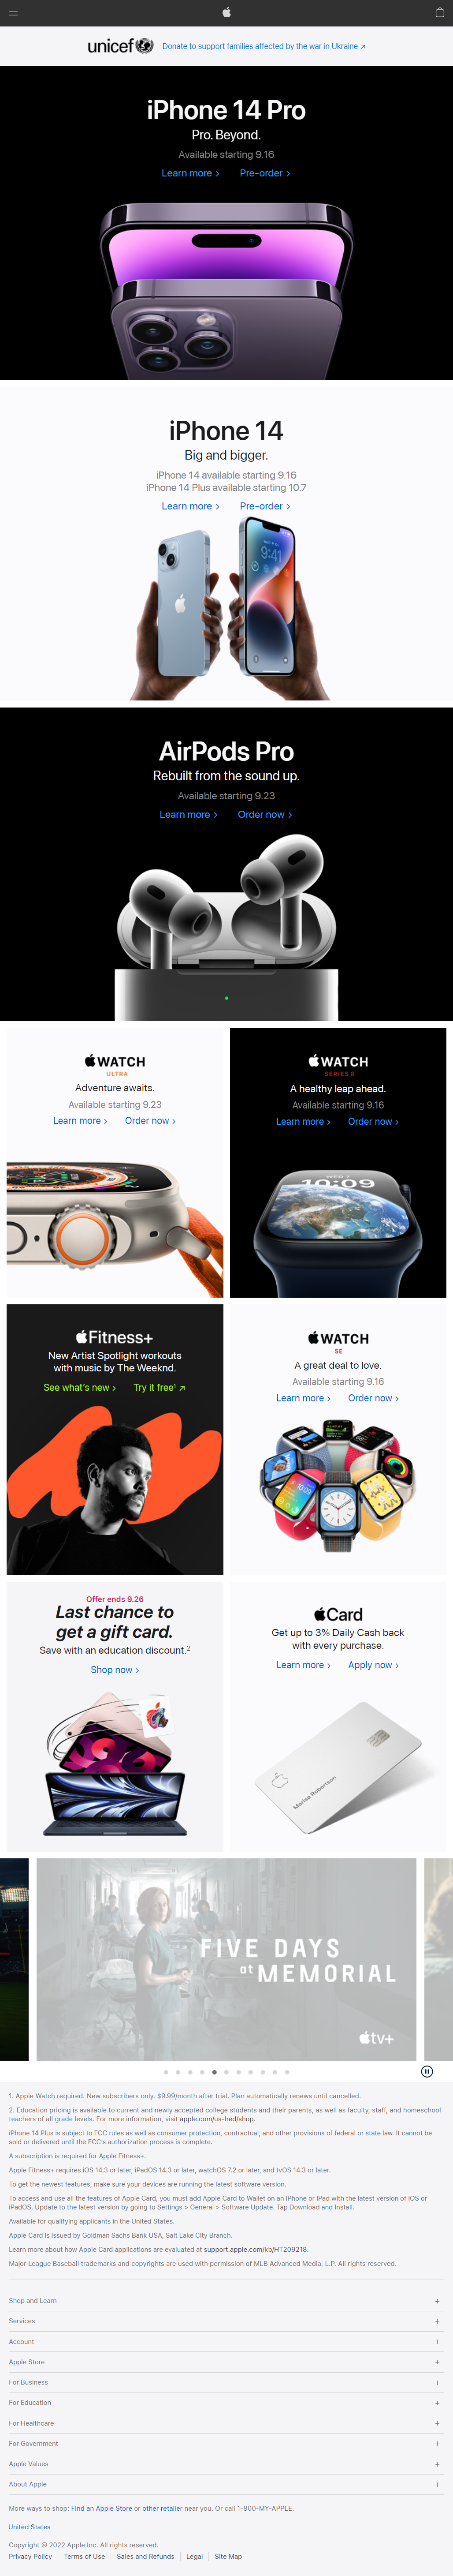 unicef
Donate to support families affected by the war in Ukraine ↗
iPhone 14 Pro
Pro. Beyond.
Available starting 9.16
Learn more > Pre-order >
iPhone 14
Big and bigger.
iPhone 14 available starting 9.16
iPhone 14 Plus available starting 10.7
Learn more > Pre-order >
9:41
AirPods Pro
Rebuilt from the sound up.
Available starting 9.23
Learn more > Order now >
WATCH
ULTRA
Adventure awaits.
Available starting 9.23
Learn more > Order now >
WATCH
SERIES 8
A healthy leap ahead.
Available starting 9.16
Learn more > Order now >
10:09
Fitness+
New Artist Spotlight workouts
with music by The Weeknd.
See what's new > Try it free¹ ↗
WATCH
SE
A great deal to love.
Available starting 9.16
Learn more > Order now >
Offer ends 9.26
Last chance to
get a gift card.
Save with an education discount.²
Shop now >
Card
Get up to 3% Daily Cash back
with every purchase.
Learn more > Apply now >
Marisa Robertson
FIVE DAYS
at MEMORIAL
tv+
1. Apple Watch required. New subscribers only. $9.99/month after trial. Plan automatically renews until cancelled.
2. Education pricing is available to current and newly accepted college students and their parents, as well as faculty, staff, and homeschool
teachers of all grade levels. For more information, visit apple.com/us-hed/shop.
iPhone 14 Plus is subject to FCC rules as well as consumer protection, contractual, and other provisions of federal or state law. It cannot be
sold or delivered until the FCC's authorization process is complete.
A subscription is required for Apple Fitness+.
Apple Fitness+ requires iOS 14.3 or later, iPadOS 14.3 or later, watchOS 7.2 or later, and tvOS 14.3 or later.
To get the newest features, make sure your devices are running the latest software version.
To access and use all the features of Apple Card, you must add Apple Card to Wallet on an iPhone or iPad with the latest version of iOS or
iPadOS. Update to the latest version by going to Settings > General > Software Update. Tap Download and Install.
Available for qualifying applicants in the United States.
Apple Card is issued by Goldman Sachs Bank USA, Salt Lake City Branch.
Learn more about how Apple Card applications are evaluated at support.apple.com/kb/HT209218.
Major League Baseball trademarks and copyrights are used with permission of MLB Advanced Media, L.P. All rights reserved.
Shop and Learn +
Services +
Account +
Apple Store +
For Business +
For Education +
For Healthcare +
For Government +
Apple Values +
About Apple +
More ways to shop: Find an Apple Store or other retailer near you. Or call 1-800-MY-APPLE.
United States
Copyright © 2022 Apple Inc. All rights reserved.
Privacy Policy | Terms of Use | Sales and Refunds | Legal | Site Map